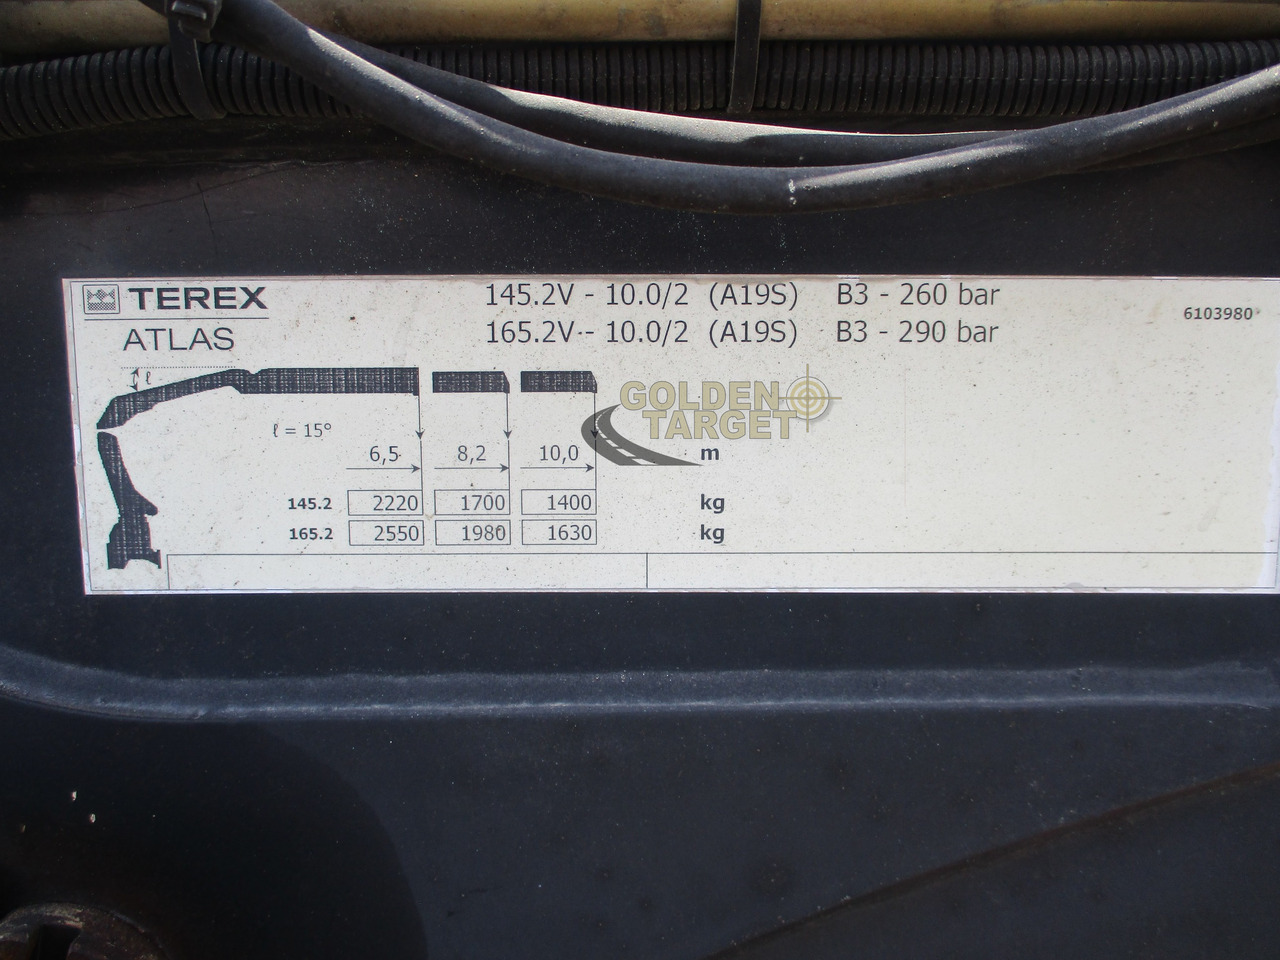 TEREX
ATLAS
145.2V - 10.0/2 (A19S) B3 - 260 bar
165.2V - 10.0/2 (A19S) B3 - 290 bar
6103980
ℓ
ℓ = 15°
GOLDEN
TARGET
6,5 8,2 10,0 m
145.2 2220 1700 1400 kg
165.2 2550 1980 1630 kg